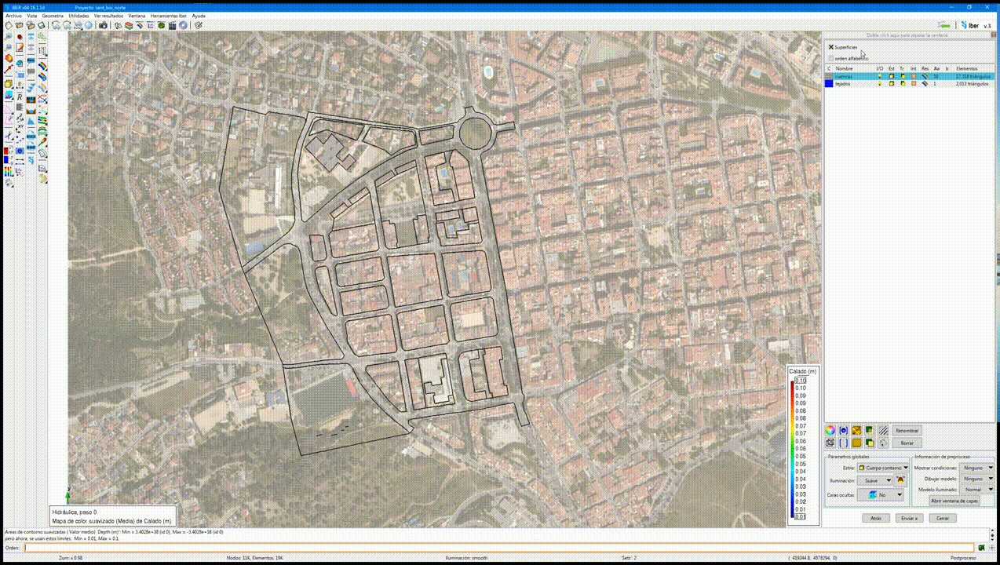 IBER x64 16.1.1d Proyecto: sant_boi_norte
Archivo Vista Geometría Utilidades Ver resultados Ventana Herramientas Iber Ayuda
Iber v.3
Doble click aquí para separar la ventana
Superficies
orden alfabético
C Nombre I/O Est Tr Int Res Aa b Elementos
cuencas 50 17,318 triángulos
tejados 1 2,013 triángulos
Renombrar
Borrar
Parametros globales
Estilo: Cuerpo contorno
Iluminación: Suave
Caras ocultas: No
Información de preproceso
Mostrar condiciones: Ninguno
Dibujar modelo: Ninguno
Modelo iluminado: Normal
Abrir ventana de capas
Atrás Enviar a Cerrar
Calado (m)
0.10
0.10
0.09
0.09
0.08
0.08
0.07
0.07
0.06
0.06
0.05
0.05
0.04
0.04
0.03
0.03
0.02
0.01
0.01
y
Hidráulica, paso 0
Mapa de color suavizado (Media) de Calado (m).
Areas de contorno suavizadas ( Valor medio) Depth (m)': Min = 3.4028e+38 (id:0), Max = -3.4028e+38 (id:0)
pero ahora, se usan estos límites: Min = 0.01, Max = 0.1.
Orden:
Zum: x 0.98 Nodos: 11K, Elementos: 19K Iluminación: smooth Sets: 2 ( 419244.8, 4578294, 0) Postproceso